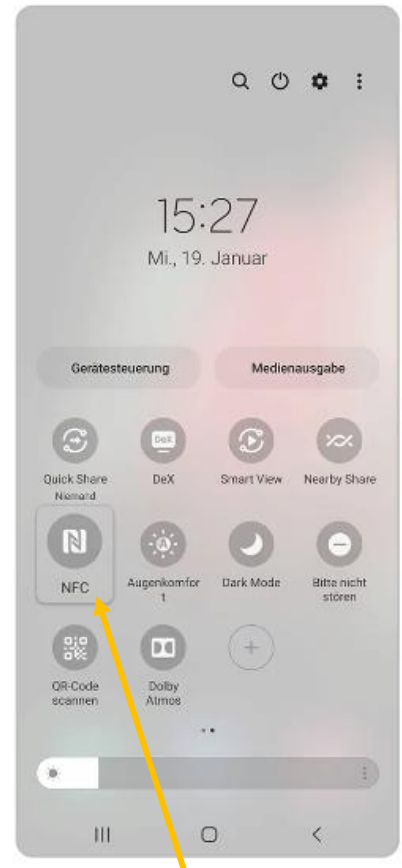 15:27
Mi., 19. Januar
Gerätesteuerung Medienausgabe
DeX
Quick Share DeX Smart View Nearby Share
Niemand
NFC Augenkomfor Dark Mode Bitte nicht
t stören
QR-Code Dolby
scannen Atmos